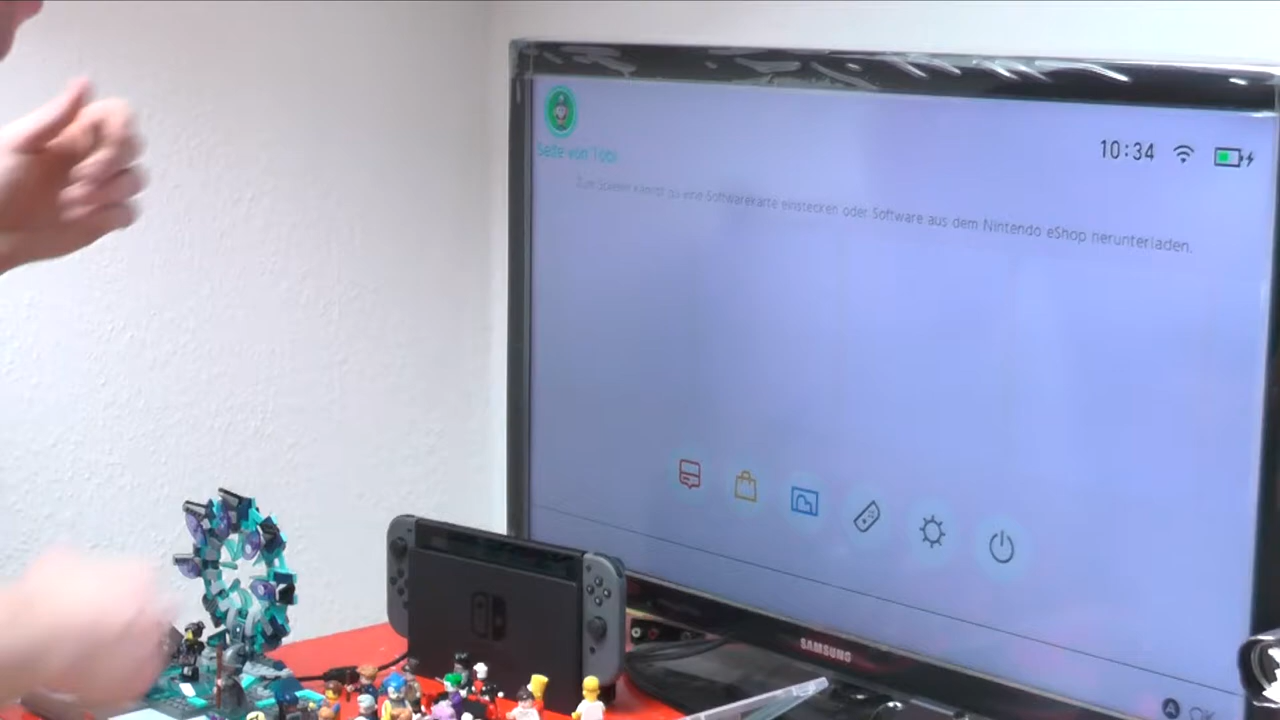 10:34
Seite von Tobi
Zum Spielen kannst du eine Softwarekarte einstecken oder Software aus dem Nintendo eShop herunterladen.
SAMSUNG
A OK